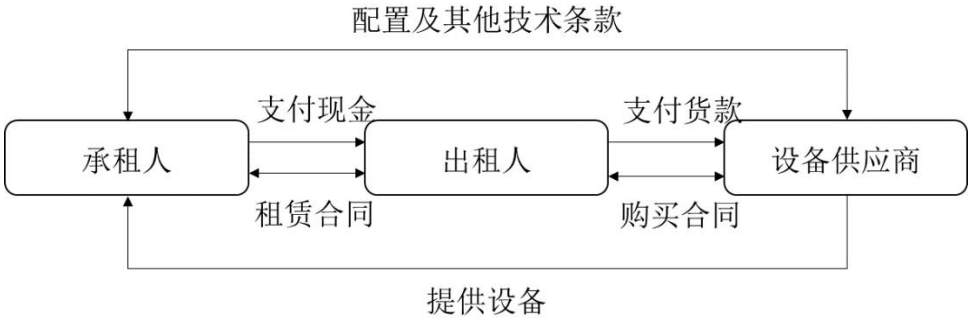 配置及其他技术条款
支付现金
支付货款
承租人
出租人
设备供应商
租赁合同
购买合同
提供设备